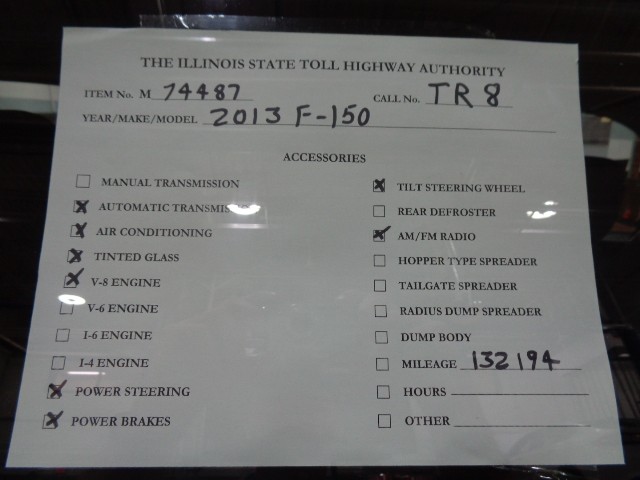 THE ILLINOIS STATE TOLL HIGHWAY AUTHORITY
ITEM No. M 74487 CALL No. TR 8
YEAR/MAKE/MODEL 2013 F-150
ACCESSORIES
MANUAL TRANSMISSION
AUTOMATIC TRANSMISSION
AIR CONDITIONING
TINTED GLASS
V-8 ENGINE
V-6 ENGINE
I-6 ENGINE
I-4 ENGINE
POWER STEERING
POWER BRAKES
TILT STEERING WHEEL
REAR DEFROSTER
AM/FM RADIO
HOPPER TYPE SPREADER
TAILGATE SPREADER
RADIUS DUMP SPREADER
DUMP BODY
MILEAGE 132194
HOURS
OTHER